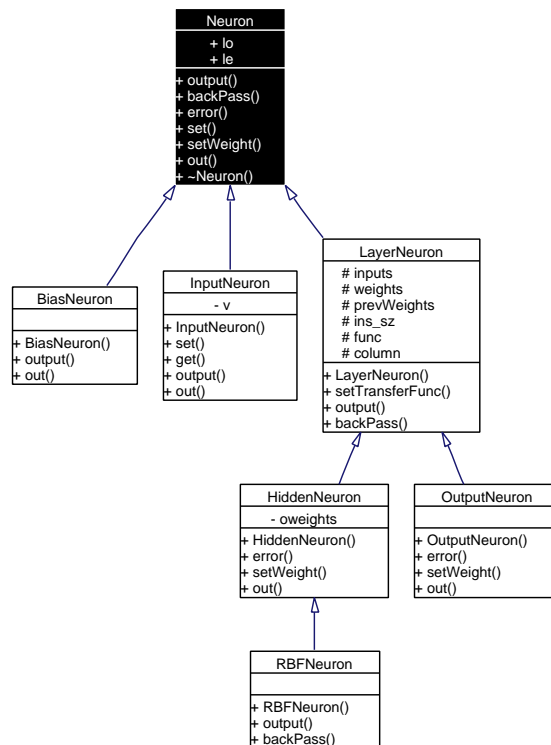 Neuron
+ lo
+ le
+ output()
+ backPass()
+ error()
+ set()
+ setWeight()
+ out()
+ ~Neuron()
BiasNeuron
+ BiasNeuron()
+ output()
+ out()
InputNeuron
- v
+ InputNeuron()
+ set()
+ get()
+ output()
+ out()
LayerNeuron
# inputs
# weights
# prevWeights
# ins_sz
# func
# column
+ LayerNeuron()
+ setTransferFunc()
+ output()
+ backPass()
HiddenNeuron
- oweights
+ HiddenNeuron()
+ error()
+ setWeight()
+ out()
OutputNeuron
+ OutputNeuron()
+ error()
+ setWeight()
+ out()
RBFNeuron
+ RBFNeuron()
+ output()
+ backPass()